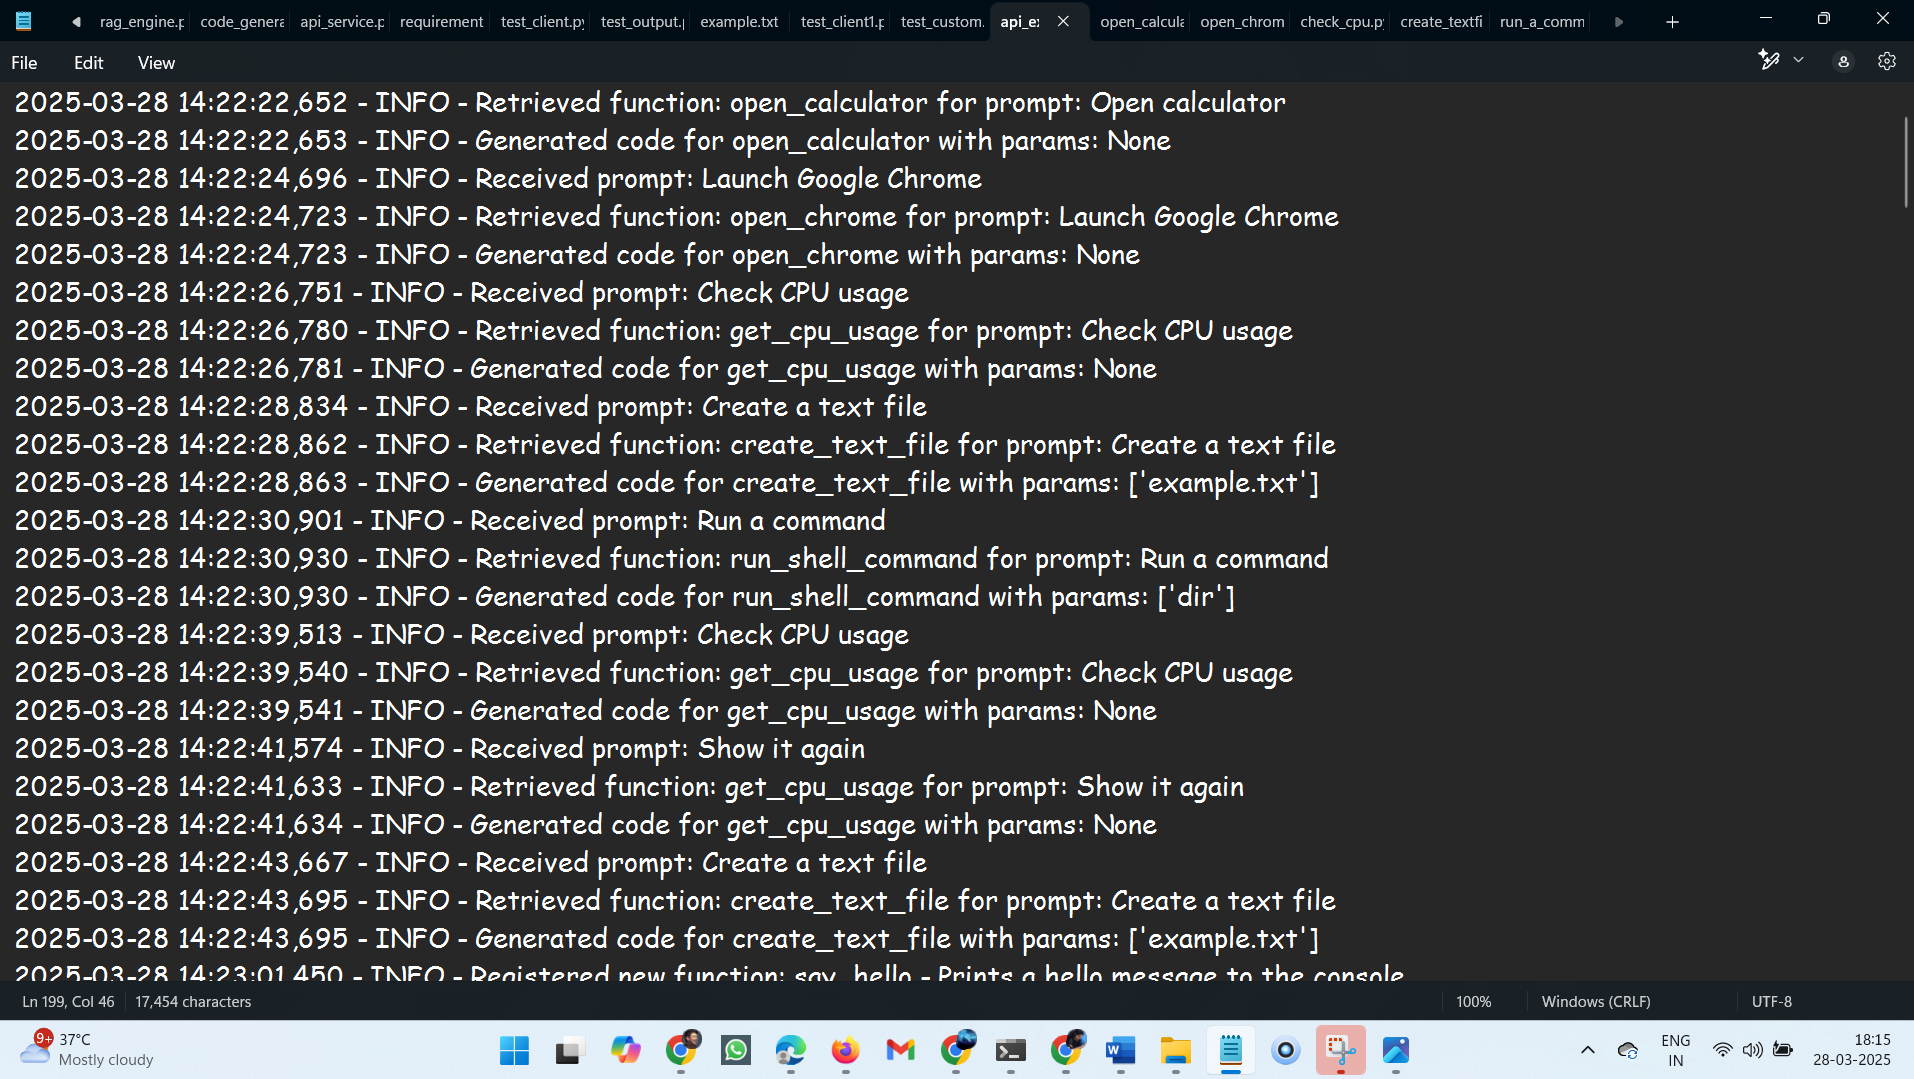 rag_engine.p
code_genera
api_service.p
requirement
test_client.py
test_output.p
example.txt
test_client1.p
test_custom.
api_ex
open_calcula
open_chrom
check_cpu.py
create_textfi
run_a_comm
File
Edit
View
2025-03-28 14:22:22,652 - INFO - Retrieved function: open_calculator for prompt: Open calculator
2025-03-28 14:22:22,653 - INFO - Generated code for open_calculator with params: None
2025-03-28 14:22:24,696 - INFO - Received prompt: Launch Google Chrome
2025-03-28 14:22:24,723 - INFO - Retrieved function: open_chrome for prompt: Launch Google Chrome
2025-03-28 14:22:24,723 - INFO - Generated code for open_chrome with params: None
2025-03-28 14:22:26,751 - INFO - Received prompt: Check CPU usage
2025-03-28 14:22:26,780 - INFO - Retrieved function: get_cpu_usage for prompt: Check CPU usage
2025-03-28 14:22:26,781 - INFO - Generated code for get_cpu_usage with params: None
2025-03-28 14:22:28,834 - INFO - Received prompt: Create a text file
2025-03-28 14:22:28,862 - INFO - Retrieved function: create_text_file for prompt: Create a text file
2025-03-28 14:22:28,863 - INFO - Generated code for create_text_file with params: ['example.txt']
2025-03-28 14:22:30,901 - INFO - Received prompt: Run a command
2025-03-28 14:22:30,930 - INFO - Retrieved function: run_shell_command for prompt: Run a command
2025-03-28 14:22:30,930 - INFO - Generated code for run_shell_command with params: ['dir']
2025-03-28 14:22:39,513 - INFO - Received prompt: Check CPU usage
2025-03-28 14:22:39,540 - INFO - Retrieved function: get_cpu_usage for prompt: Check CPU usage
2025-03-28 14:22:39,541 - INFO - Generated code for get_cpu_usage with params: None
2025-03-28 14:22:41,574 - INFO - Received prompt: Show it again
2025-03-28 14:22:41,633 - INFO - Retrieved function: get_cpu_usage for prompt: Show it again
2025-03-28 14:22:41,634 - INFO - Generated code for get_cpu_usage with params: None
2025-03-28 14:22:43,667 - INFO - Received prompt: Create a text file
2025-03-28 14:22:43,695 - INFO - Retrieved function: create_text_file for prompt: Create a text file
2025-03-28 14:22:43,695 - INFO - Generated code for create_text_file with params: ['example.txt']
2025-03-28 14:23:01,450 - INFO - Registered new function: say_hello - Prints a hello message to the console
Ln 199, Col 46
17,454 characters
100%
Windows (CRLF)
UTF-8
9+
37°C
Mostly cloudy
W
ENG
IN
18:15
28-03-2025